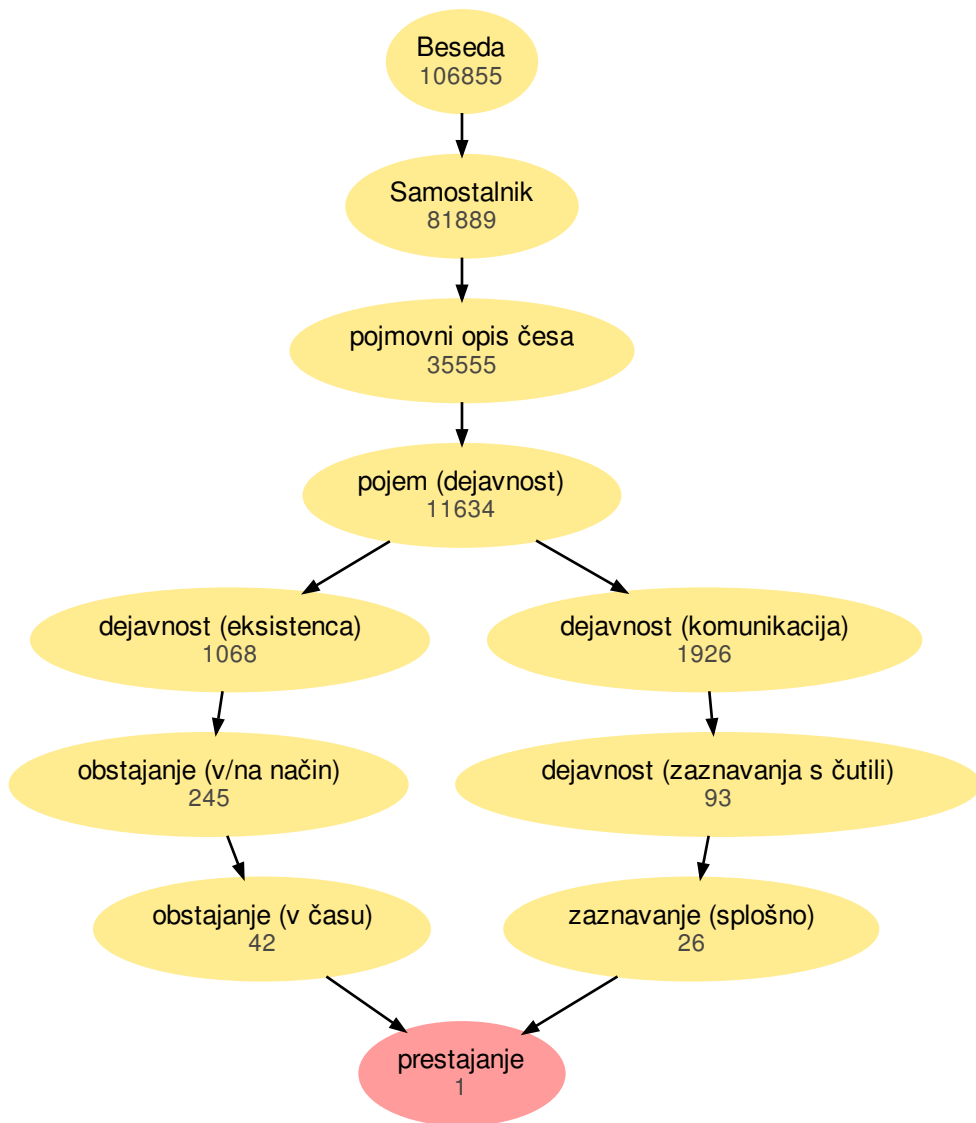 Beseda
106855
Samostalnik
81889
pojmovni opis česa
35555
pojem (dejavnost)
11634
dejavnost (eksistenca)
1068
dejavnost (komunikacija)
1926
obstajanje (v/na način)
245
dejavnost (zaznavanja s čutili)
93
obstajanje (v času)
42
zaznavanje (splošno)
26
prestajanje
1